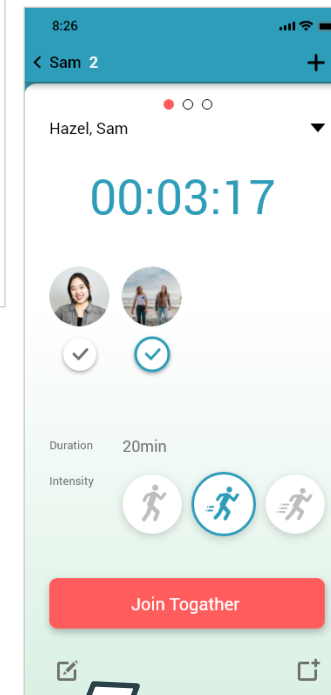 8:26
Sam 2
Hazel, Sam
00:03:17
Duration 20min
Intensity
Join Togather